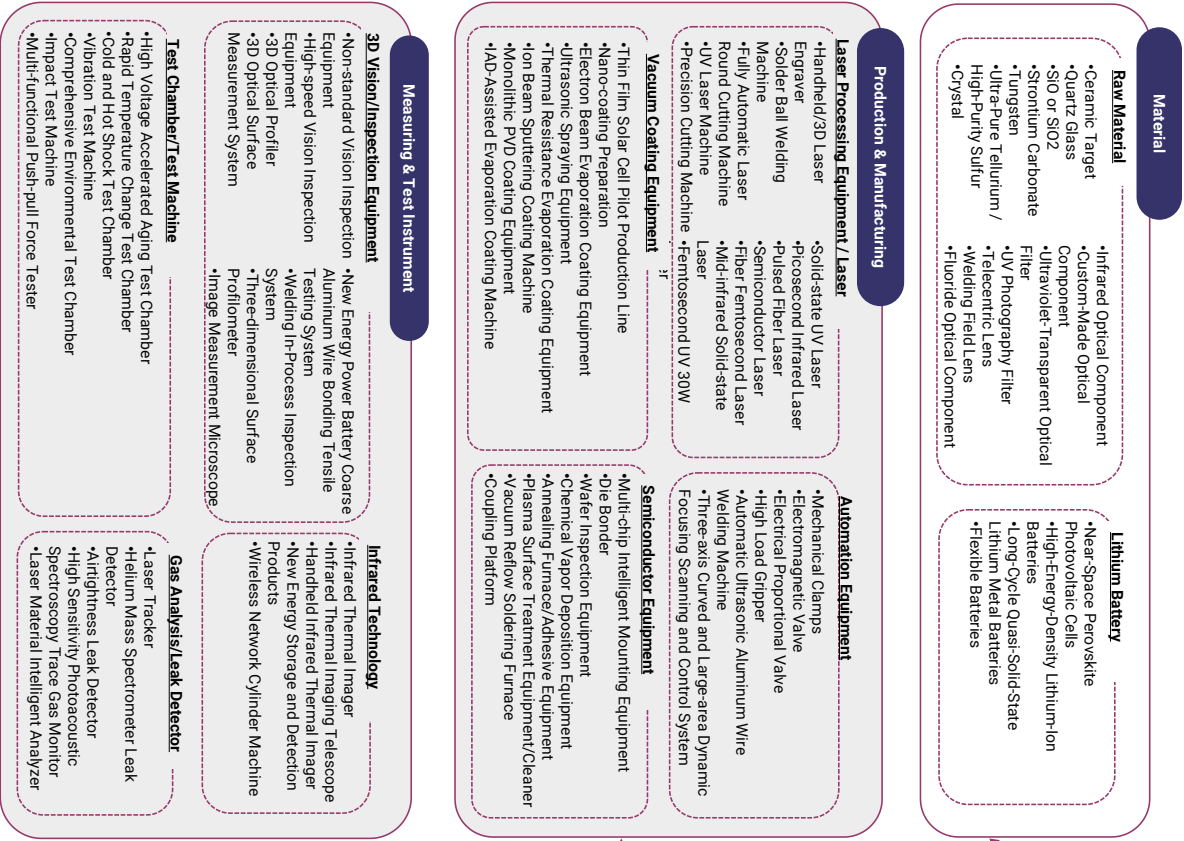 Material
Raw Material
•Ceramic Target
•Quartz Glass
•SiO or SiO2
•Strontium Carbonate
•Tungsten
•Ultra-Pure Tellurium /
High-Purity Sulfur
•Crystal
•Infrared Optical Component
•Custom-Made Optical
Component
•Ultraviolet-Transparent Optical
Filter
•UV Photography Filter
•Telecentric Lens
•Welding Field Lens
•Fluoride Optical Component
Lithium Battery
•Near-Space Perovskite
Photovoltaic Cells
•High-Energy-Density Lithium-Ion
Batteries
•Long-Cycle Quasi-Solid-State
Lithium Metal Batteries
•Flexible Batteries
Production & Manufacturing
Laser Processing Equipment / Laser
•Handheld/3D Laser
Engraver
•Solder Ball Welding
Machine
•Fully Automatic Laser
Round Cutting Machine
•UV Laser Machine
•Precision Cutting Machine
•Solid-state UV Laser
•Picosecond Infrared Laser
•Pulsed Fiber Laser
•Semiconductor Laser
•Fiber Femtosecond Laser
•Mid-infrared Solid-state
Laser
•Femtosecond UV 30W
Automation Equipment
•Mechanical Clamps
•Electromagnetic Valve
•Electrical Proportional Valve
•High Load Gripper
•Automatic Ultrasonic Aluminum Wire
Welding Machine
•Three-axis Curved and Large-area Dynamic
Focusing Scanning and Control System
Vacuum Coating Equipment
•Thin Film Solar Cell Pilot Production Line
•Nano-coating Preparation
•Electron Beam Evaporation Coating Equipment
•Ultrasonic Spraying Equipment
•Thermal Resistance Evaporation Coating Equipment
•Ion Beam Sputtering Coating Machine
•Monolithic PVD Coating Equipment
•IAD-Assisted Evaporation Coating Machine
Semiconductor Equipment
•Multi-chip Intelligent Mounting Equipment
•Die Bonder
•Wafer Inspection Equipment
•Chemical Vapor Deposition Equipment
•Annealing Furnace/Adhesive Equipment
•Plasma Surface Treatment Equipment/Cleaner
•Vacuum Reflow Soldering Furnace
•Coupling Platform
Measuring & Test Instrument
3D Vision/Inspection Equipment
•Non-standard Vision Inspection
Equipment
•High-speed Vision Inspection
Equipment
•3D Optical Profiler
•3D Optical Surface
Measurement System
•New Energy Power Battery Coarse
Aluminum Wire Bonding Tensile
Testing System
•Welding In-Process Inspection
System
•Three-dimensional Surface
Profilometer
•Image Measurement Microscope
Infrared Technology
•Infrared Thermal Imager
•Infrared Thermal Imaging Telescope
•Handheld Infrared Thermal Imager
•New Energy Storage and Detection
Products
•Wireless Network Cylinder Machine
Test Chamber/Test Machine
•High Voltage Accelerated Aging Test Chamber
•Rapid Temperature Change Test Chamber
•Cold and Hot Shock Test Chamber
•Vibration Test Machine
•Comprehensive Environmental Test Chamber
•Impact Test Machine
•Multi-functional Push-pull Force Tester
Gas Analysis/Leak Detector
•Laser Tracker
•Helium Mass Spectrometer Leak
Detector
•Airtightness Leak Detector
•High Sensitivity Photoacoustic
Spectroscopy Trace Gas Monitor
•Laser Material Intelligent Analyzer